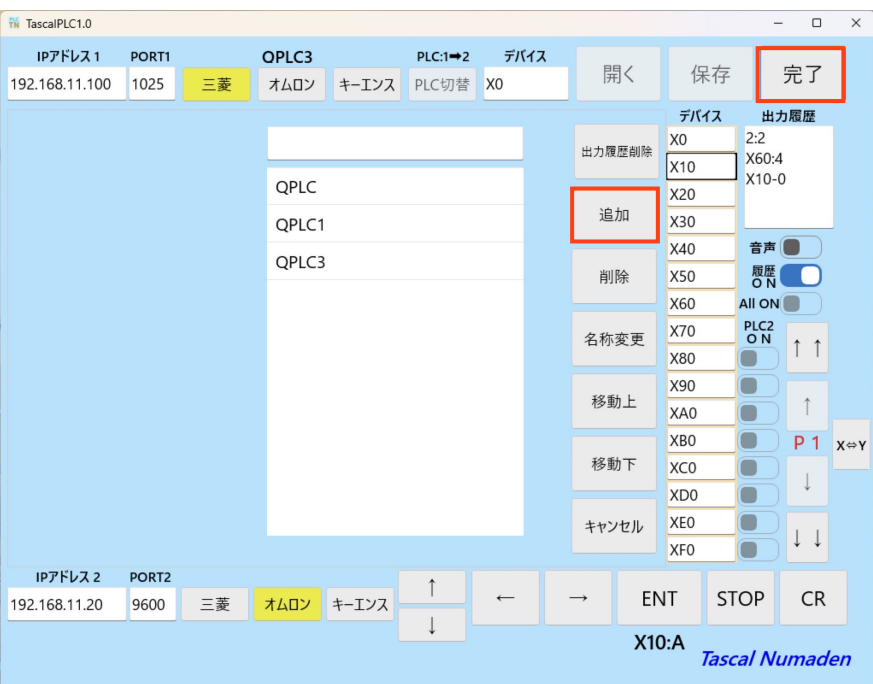 TascalPLC1.0
IPアドレス 1 PORT1 QPLC3 PLC:1➡2 デバイス
192.168.11.100 1025 三菱 オムロン キーエンス PLC切替 X0 開く 保存 完了
デバイス 出力履歴
出力履歴削除
追加
削除
名称変更
移動上
移動下
キャンセル
QPLC
QPLC1
QPLC3
X0
X10
X20
X30
X40
X50
X60
X70
X80
X90
XA0
XB0
XC0
XD0
XE0
XF0
2:2
X60:4
X10-0
音声
履歴
ON
All ON
PLC2
ON
↑ ↑
↑
P 1
↓
↓ ↓
X⇔Y
IPアドレス 2 PORT2
192.168.11.20 9600 三菱 オムロン キーエンス ↑ ↓ ← → ENT STOP CR
X10:A
Tascal Numaden